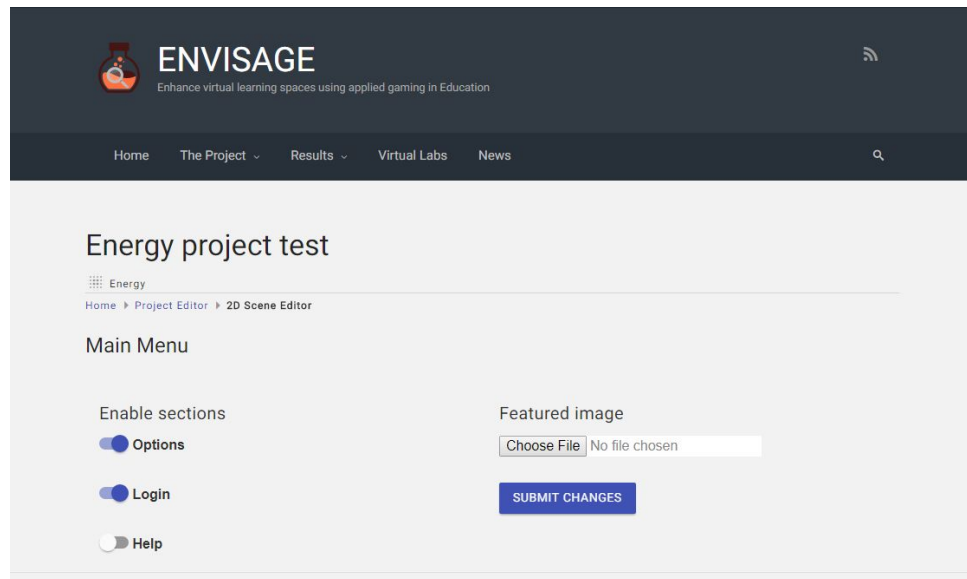 ENVISAGE
Enhance virtual learning spaces using applied gaming in Education
Home The Project Results Virtual Labs News
Energy project test
Energy
Home Project Editor 2D Scene Editor
Main Menu
Enable sections
Options
Login
Help
Featured image
Choose File No file chosen
SUBMIT CHANGES